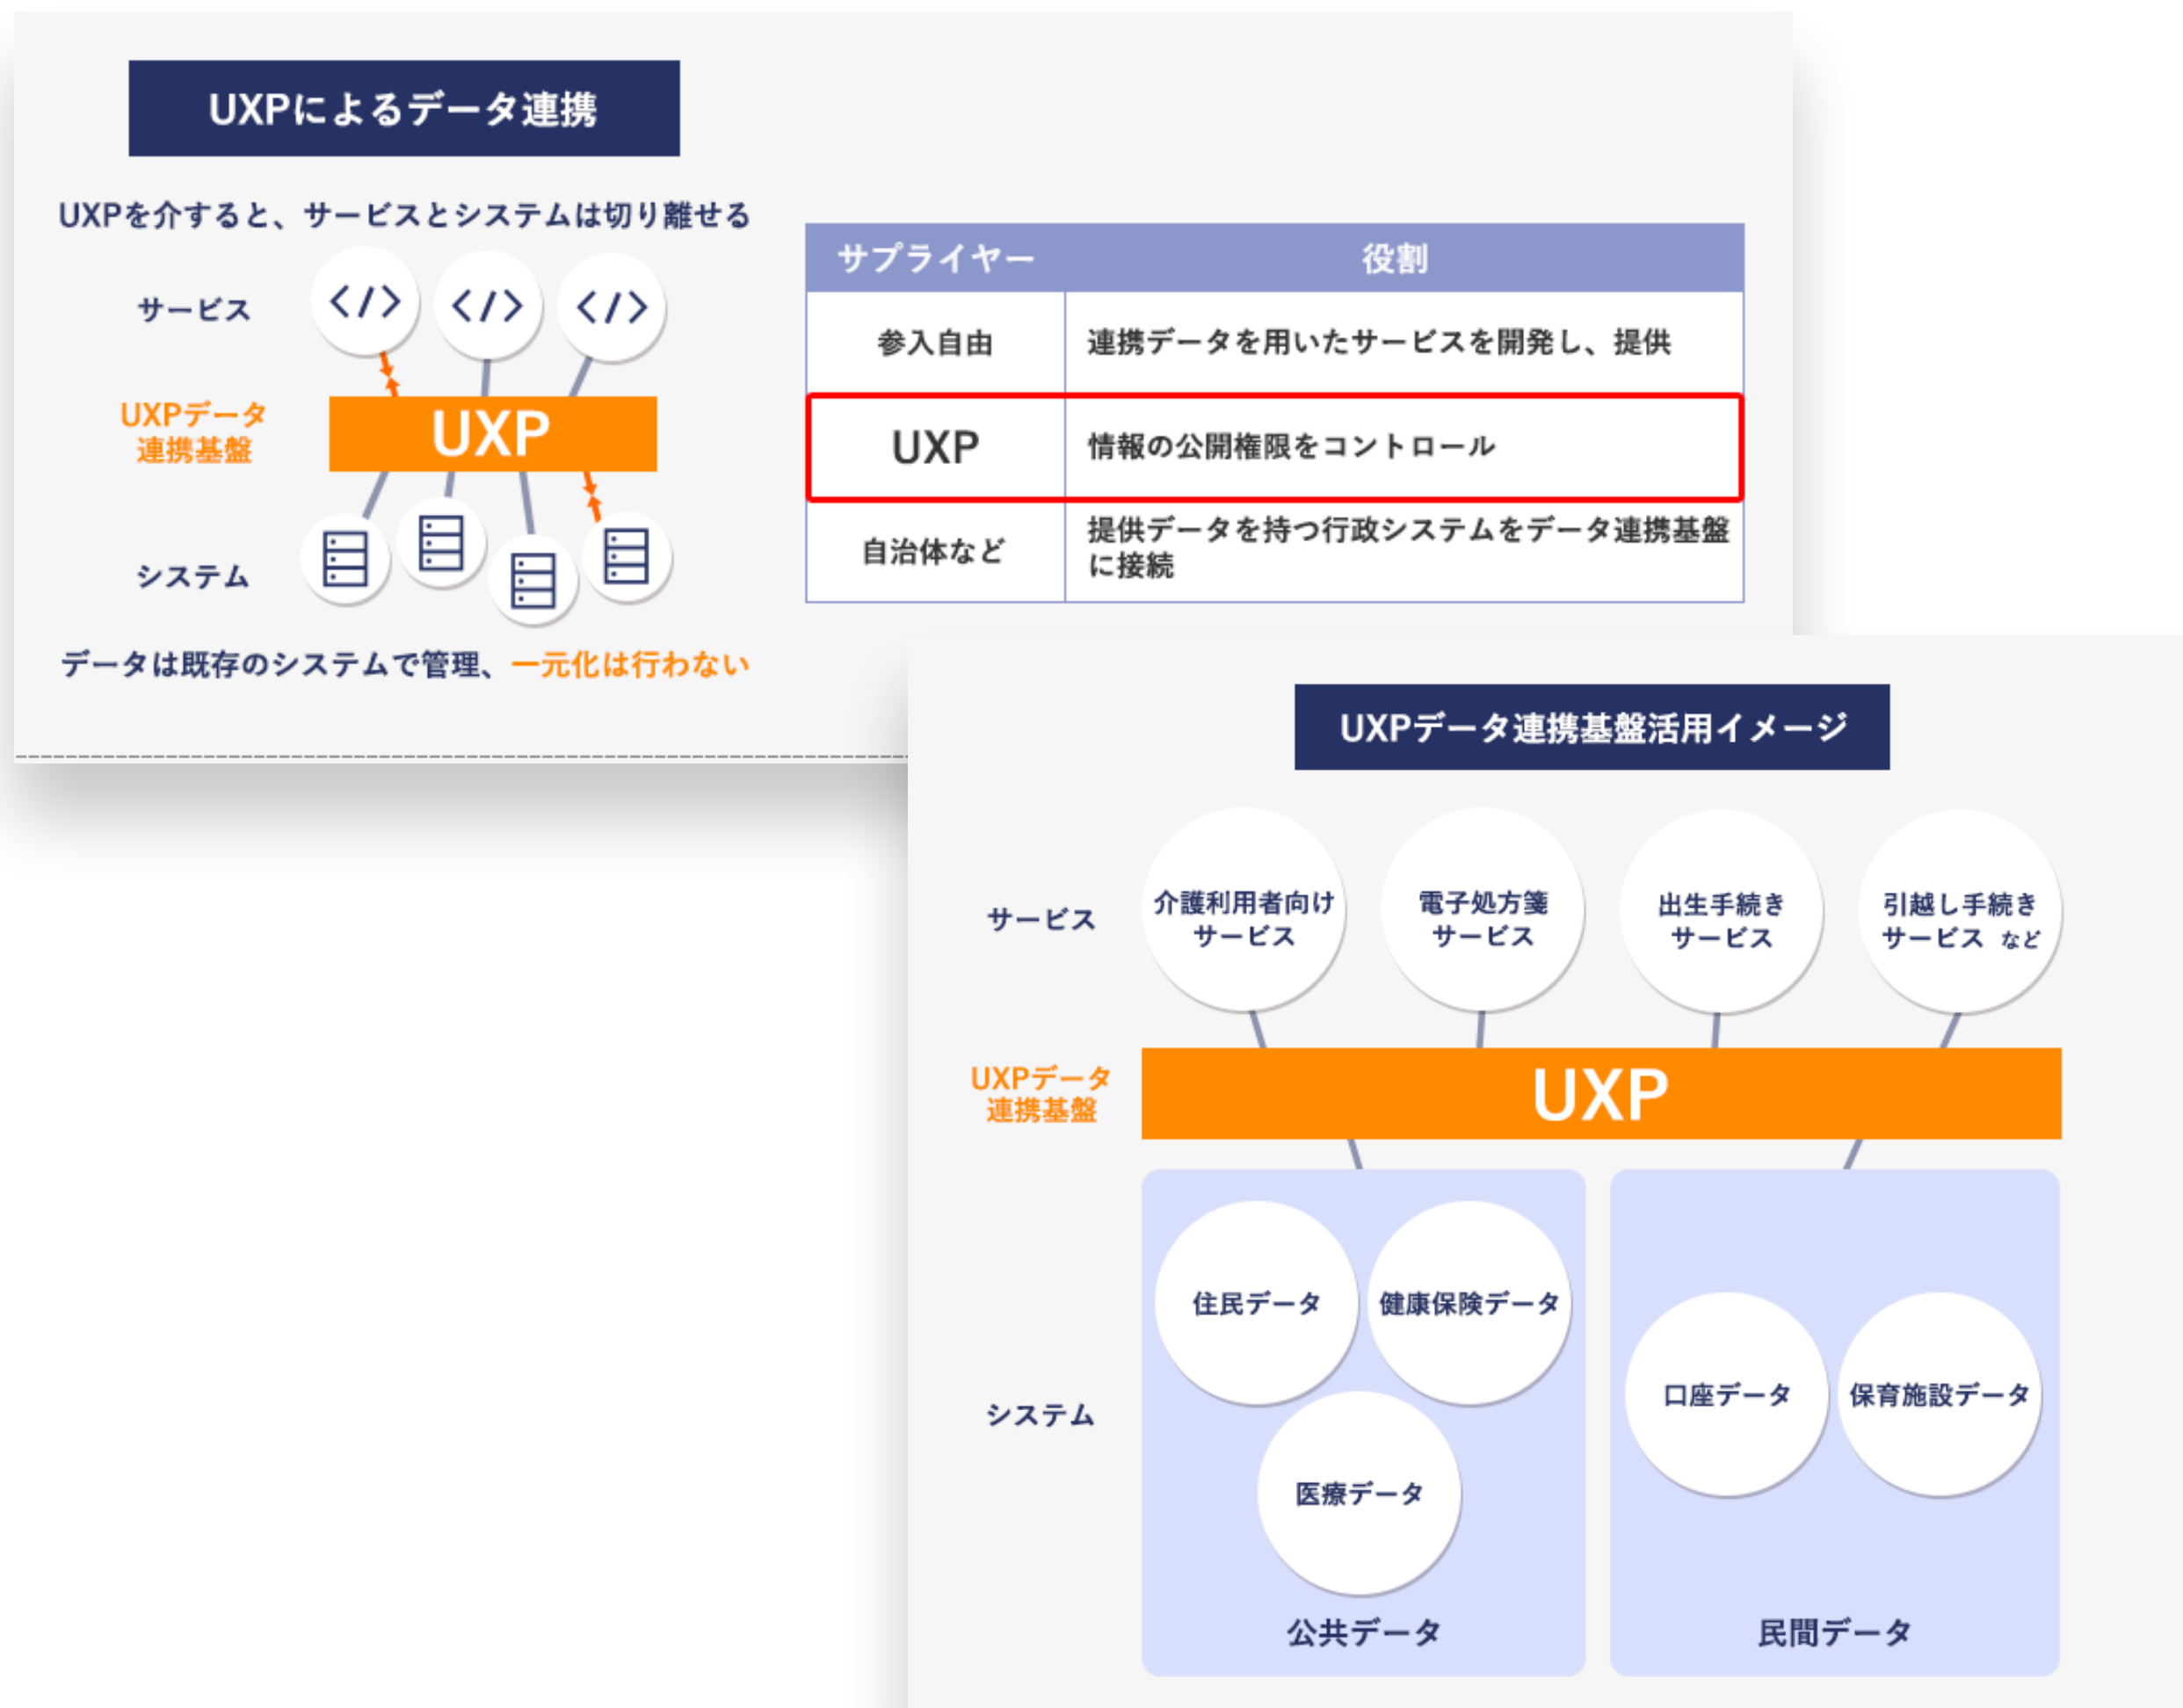 UXPによるデータ連携
UXPを介すると、サービスとシステムは切り離せる
サービス
</>
</>
</>
UXPデータ
連携基盤
UXP
システム
データは既存のシステムで管理、一元化は行わない
サプライヤー 役割
参入自由 連携データを用いたサービスを開発し、提供
UXP 情報の公開権限をコントロール
自治体など 提供データを持つ行政システムをデータ連携基盤
に接続
UXPデータ連携基盤活用イメージ
サービス
介護利用者向け
サービス
電子処方箋
サービス
出生手続き
サービス
引越し手続き
サービス など
UXPデータ
連携基盤
UXP
システム
住民データ
健康保険データ
医療データ
公共データ
口座データ
保育施設データ
民間データ